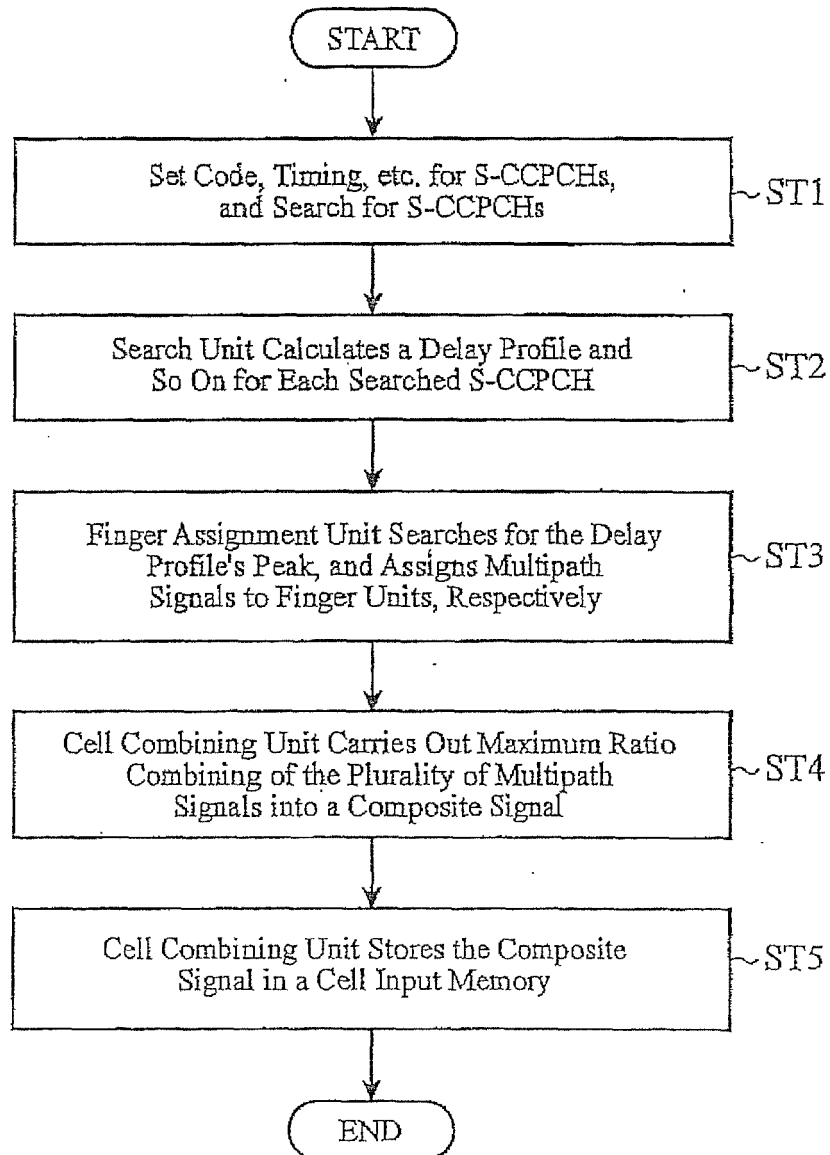 START
Set Code, Timing, etc. for S-CCPCHs,
and Search for S-CCPCHs
ST1
Search Unit Calculates a Delay Profile and
So On for Each Searched S-CCPCH
ST2
Finger Assignment Unit Searches for the Delay
Profile's Peak, and Assigns Multipath
Signals to Finger Units, Respectively
ST3
Cell Combining Unit Carries Out Maximum Ratio
Combining of the Plurality of Multipath
Signals into a Composite Signal
ST4
Cell Combining Unit Stores the Composite
Signal in a Cell Input Memory
ST5
END